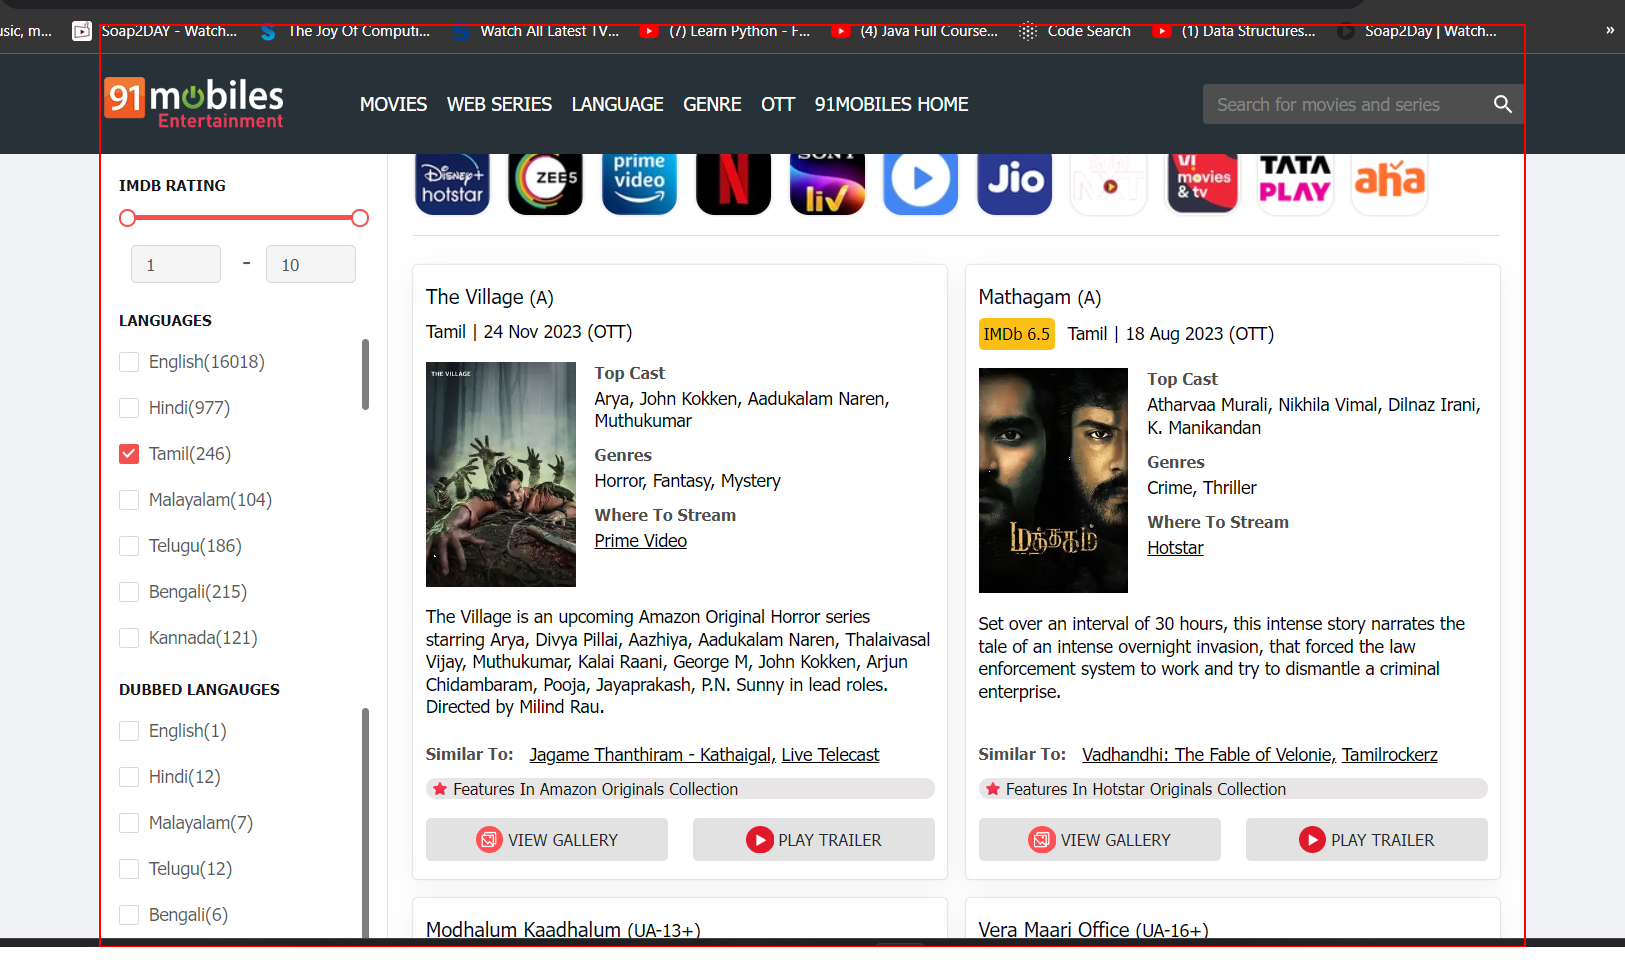 usic, m...
Soap2DAY - Watch...
The Joy Of Computi...
Watch All Latest TV...
(7) Learn Python - F...
(4) Java Full Course...
Code Search
(1) Data Structures...
Soap2Day | Watch...
»
91mobiles
Entertainment
MOVIES
WEB SERIES
LANGUAGE
GENRE
OTT
91MOBILES HOME
Search for movies and series
Disney+
hotstar
ZEE5
prime
video
N
SONY
liv
Jio
NXT
Vi
movies
& tv
TATA
PLAY
aha
IMDB RATING
1
-
10
LANGUAGES
English(16018)
Hindi(977)
Tamil(246)
Malayalam(104)
Telugu(186)
Bengali(215)
Kannada(121)
DUBBED LANGAUGES
English(1)
Hindi(12)
Malayalam(7)
Telugu(12)
Bengali(6)
The Village (A)
Tamil | 24 Nov 2023 (OTT)
THE VILLAGE
Top Cast
Arya, John Kokken, Aadukalam Naren,
Muthukumar
Genres
Horror, Fantasy, Mystery
Where To Stream
Prime Video
The Village is an upcoming Amazon Original Horror series
starring Arya, Divya Pillai, Aazhiya, Aadukalam Naren, Thalaivasal
Vijay, Muthukumar, Kalai Raani, George M, John Kokken, Arjun
Chidambaram, Pooja, Jayaprakash, P.N. Sunny in lead roles.
Directed by Milind Rau.
Similar To: Jagame Thanthiram - Kathaigal, Live Telecast
Features In Amazon Originals Collection
VIEW GALLERY
PLAY TRAILER
Mathagam (A)
IMDb 6.5 Tamil | 18 Aug 2023 (OTT)
மத்தகம்
Top Cast
Atharvaa Murali, Nikhila Vimal, Dilnaz Irani,
K. Manikandan
Genres
Crime, Thriller
Where To Stream
Hotstar
Set over an interval of 30 hours, this intense story narrates the
tale of an intense overnight invasion, that forced the law
enforcement system to work and try to dismantle a criminal
enterprise.
Similar To: Vadhandhi: The Fable of Velonie, Tamilrockerz
Features In Hotstar Originals Collection
VIEW GALLERY
PLAY TRAILER
Modhalum Kaadhalum (UA-13+)
Vera Maari Office (UA-16+)